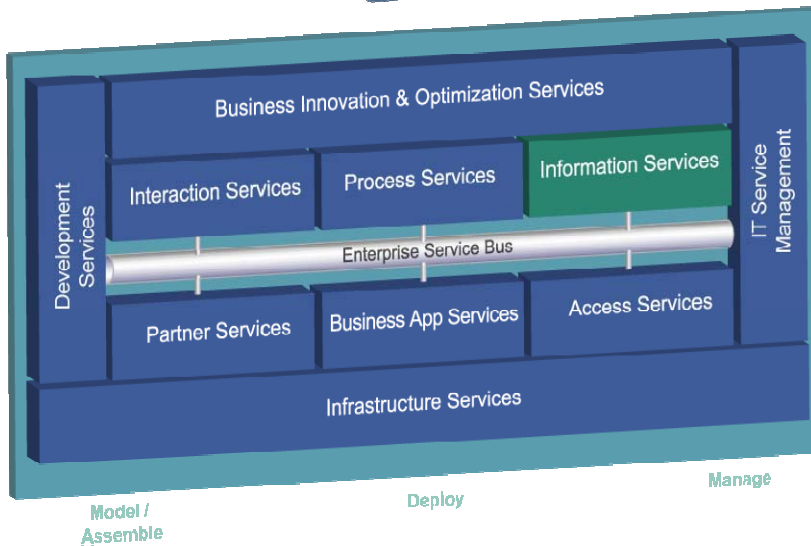 Business Innovation & Optimization Services
Development
Services
Interaction Services
Process Services
Information Services
IT Service
Management
Enterprise Service Bus
Partner Services
Business App Services
Access Services
Infrastructure Services
Model /
Assemble
Deploy
Manage